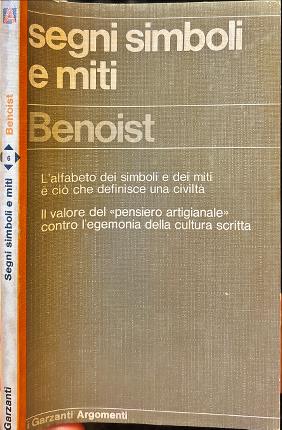 segni simboli
e miti
Benoist
L'alfabeto dei simboli e dei miti
è ciò che definisce una civiltà
Il valore del «pensiero artigianale»
contro l'egemonia della cultura scritta
i Garzanti Argomenti
Benoist
6
Segni simboli e miti
Garzanti